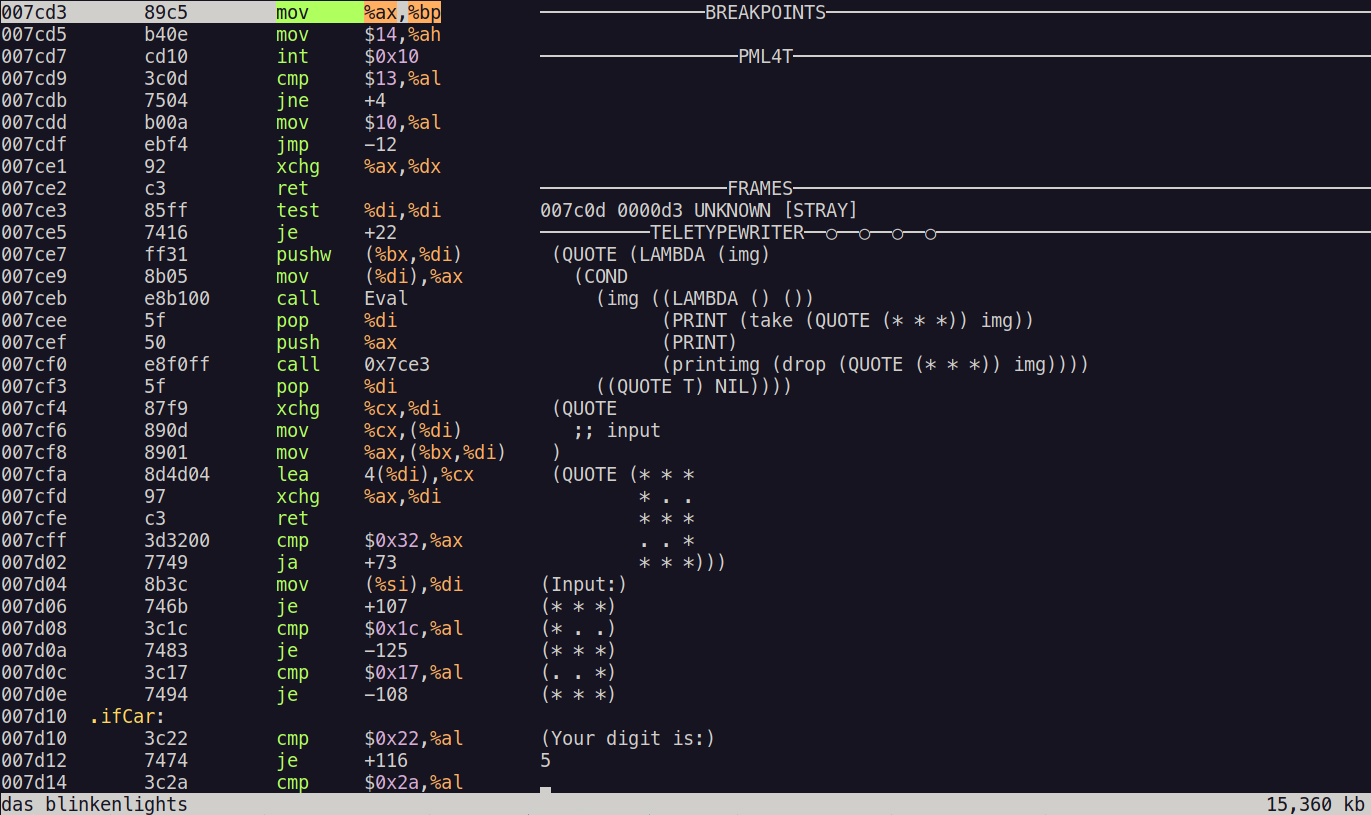 007cd3 89c5 mov %ax,%bp
007cd5 b40e mov $14,%ah
007cd7 cd10 int $0x10
007cd9 3c0d cmp $13,%al
007cdb 7504 jne +4
007cdd b00a mov $10,%al
007cdf ebf4 jmp −12
007ce1 92 xchg %ax,%dx
007ce2 c3 ret
007ce3 85ff test %di,%di
007ce5 7416 je +22
007ce7 ff31 pushw (%bx,%di)
007ce9 8b05 mov (%di),%ax
007ceb e8b100 call Eval
007cee 5f pop %di
007cef 50 push %ax
007cf0 e8f0ff call 0x7ce3
007cf3 5f pop %di
007cf4 87f9 xchg %cx,%di
007cf6 890d mov %cx,(%di)
007cf8 8901 mov %ax,(%bx,%di)
007cfa 8d4d04 lea 4(%di),%cx
007cfd 97 xchg %ax,%di
007cfe c3 ret
007cff 3d3200 cmp $0x32,%ax
007d02 7749 ja +73
007d04 8b3c mov (%si),%di
007d06 746b je +107
007d08 3c1c cmp $0x1c,%al
007d0a 7483 je −125
007d0c 3c17 cmp $0x17,%al
007d0e 7494 je −108
007d10 .ifCar:
007d10 3c22 cmp $0x22,%al
007d12 7474 je +116
007d14 3c2a cmp $0x2a,%al
BREAKPOINTS
PML4T
FRAMES
007c0d 0000d3 UNKNOWN [STRAY]
TELETYPEWRITER
(QUOTE (LAMBDA (img)
(COND
(img ((LAMBDA () ())
(PRINT (take (QUOTE (* * *)) img))
(PRINT)
(printimg (drop (QUOTE (* * *)) img))))
((QUOTE T) NIL))))
(QUOTE
;; input
)
(QUOTE (* * *
* . .
* * *
. . *
* * *)))
(Input:)
(* * *)
(* . .)
(* * *)
(. . *)
(* * *)
(Your digit is:)
5
das blinkenlights
15,360 kb